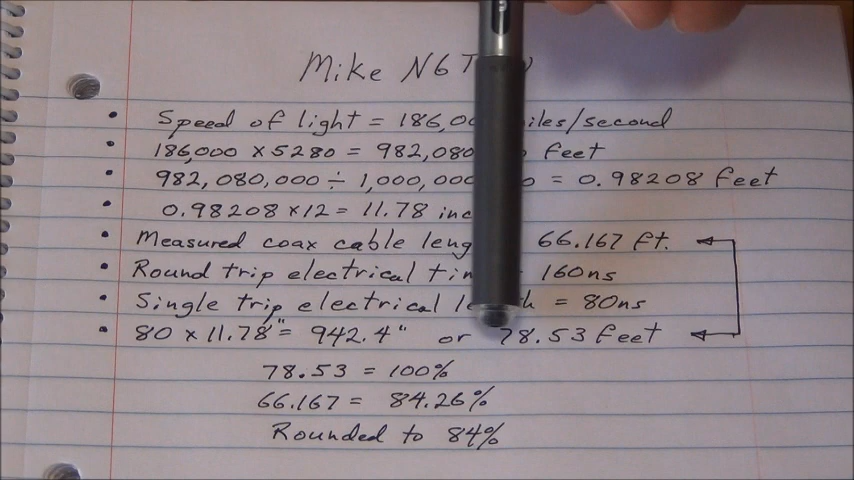 Mike N6T
Speed of light = 186,00 iles/second
186,000 x 5280 = 982,080 feet
982,080,000 ÷ 1,000,000 = 0.98208 feet
0.98208 x 12 = 11.78 inc
Measured coax cable leng 66.167 ft.
Round trip electrical tim 160ns
Single trip electrical le h = 80ns
80 x 11.78" = 942.4" or 78.53 feet
78.53 = 100%
66.167 = 84.26%
Rounded to 84%